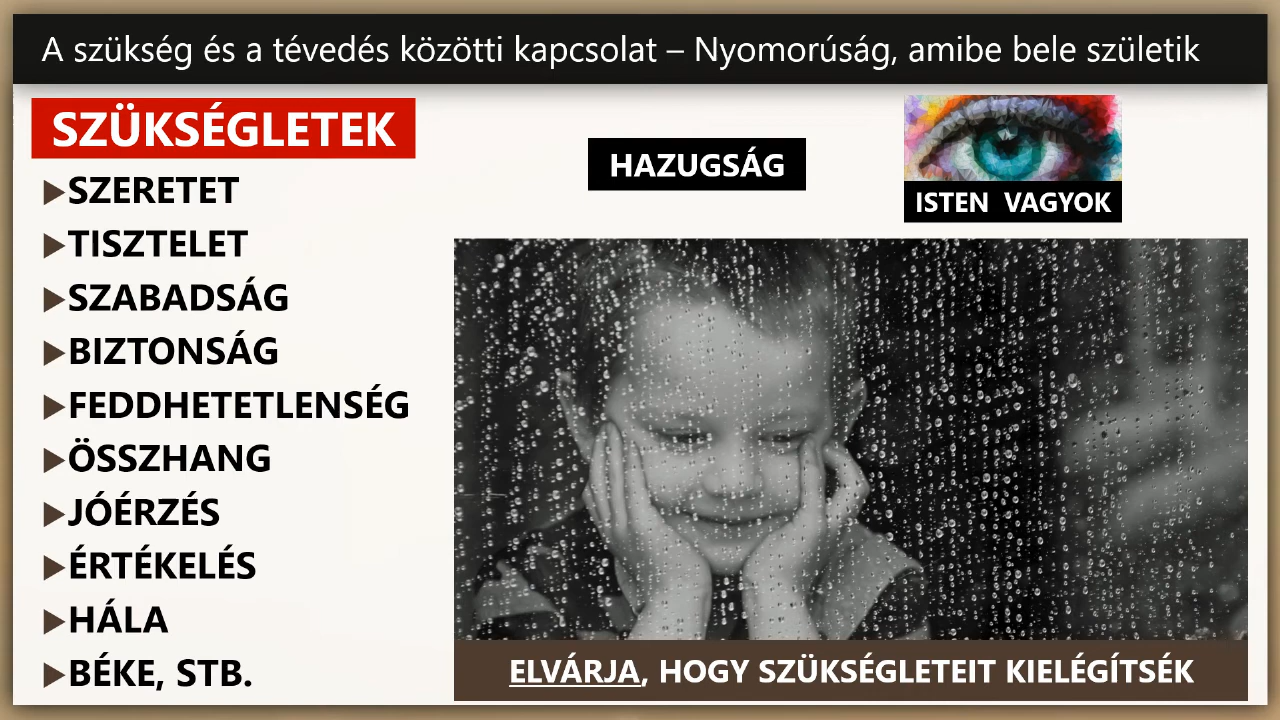 A szükség és a tévedés közötti kapcsolat – Nyomorúság, amibe bele születik
SZÜKSÉGLETEK
SZERETET
TISZTELET
SZABADSÁG
BIZTONSÁG
FEDDHETETLENSÉG
ÖSSZHANG
JÓÉRZÉS
ÉRTÉKELÉS
HÁLA
BÉKE, STB.
HAZUGSÁG
ISTEN VAGYOK
ELVÁRJA, HOGY SZÜKSÉGLETEIT KIELÉGÍTSÉK